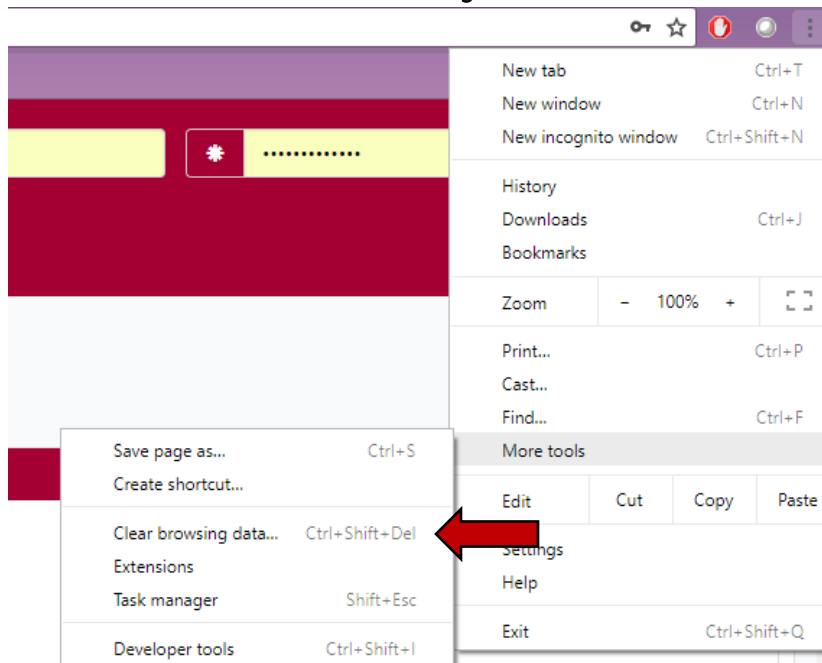 New tab Ctrl+T
New window Ctrl+N
New incognito window Ctrl+Shift+N
History
Downloads Ctrl+J
Bookmarks
Zoom - 100% +
Print... Ctrl+P
Cast...
Find... Ctrl+F
More tools
Edit Cut Copy Paste
Settings
Help
Exit Ctrl+Shift+Q
Save page as... Ctrl+S
Create shortcut...
Clear browsing data... Ctrl+Shift+Del
Extensions
Task manager Shift+Esc
Developer tools Ctrl+Shift+I